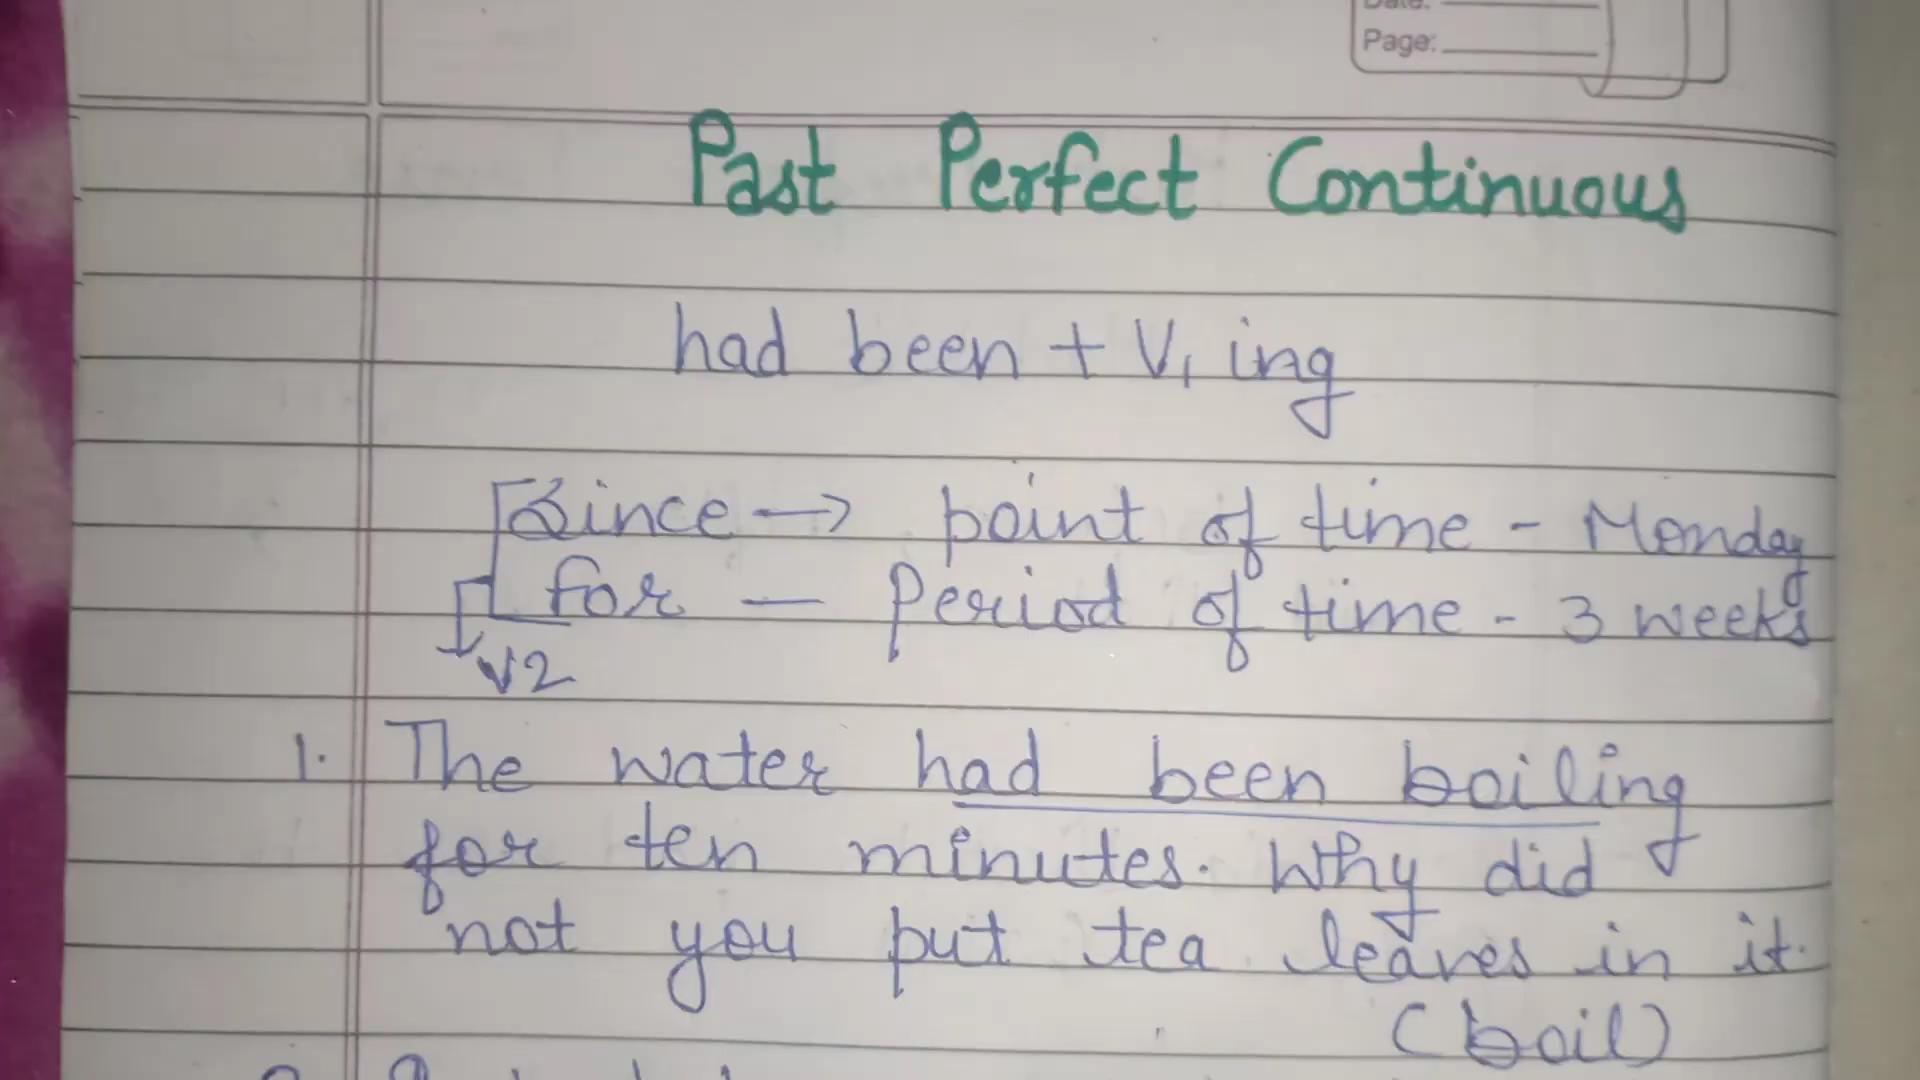 Date:
Page:
Past Perfect Continuous
had been + V1 ing
Since → point of time - Monday
for — Period of time - 3 weeks
V2
1. The water had been boiling
for ten minutes. Why did
not you put tea leaves in it.
(boil)